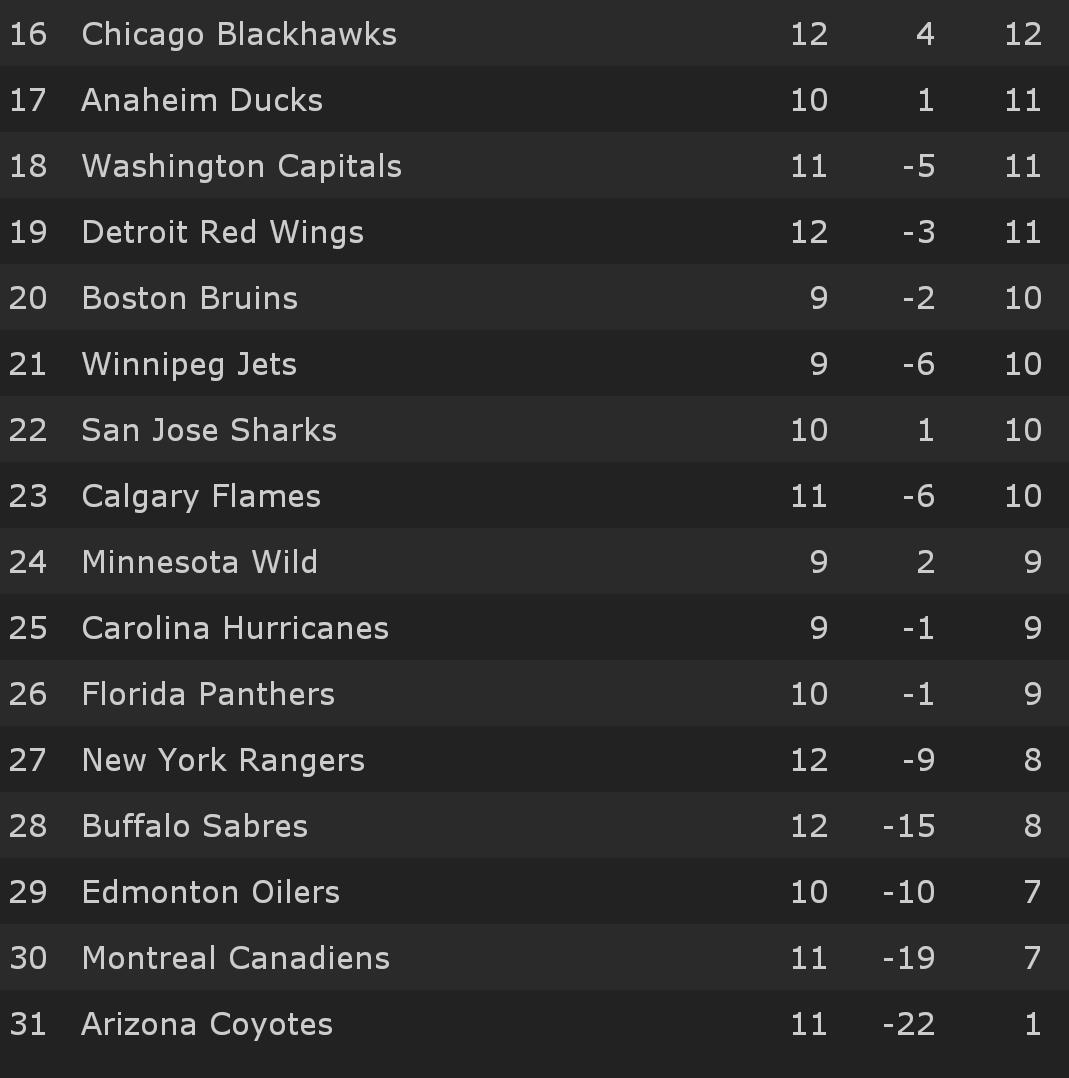 16 Chicago Blackhawks 12 4 12
17 Anaheim Ducks 10 1 11
18 Washington Capitals 11 -5 11
19 Detroit Red Wings 12 -3 11
20 Boston Bruins 9 -2 10
21 Winnipeg Jets 9 -6 10
22 San Jose Sharks 10 1 10
23 Calgary Flames 11 -6 10
24 Minnesota Wild 9 2 9
25 Carolina Hurricanes 9 -1 9
26 Florida Panthers 10 -1 9
27 New York Rangers 12 -9 8
28 Buffalo Sabres 12 -15 8
29 Edmonton Oilers 10 -10 7
30 Montreal Canadiens 11 -19 7
31 Arizona Coyotes 11 -22 1